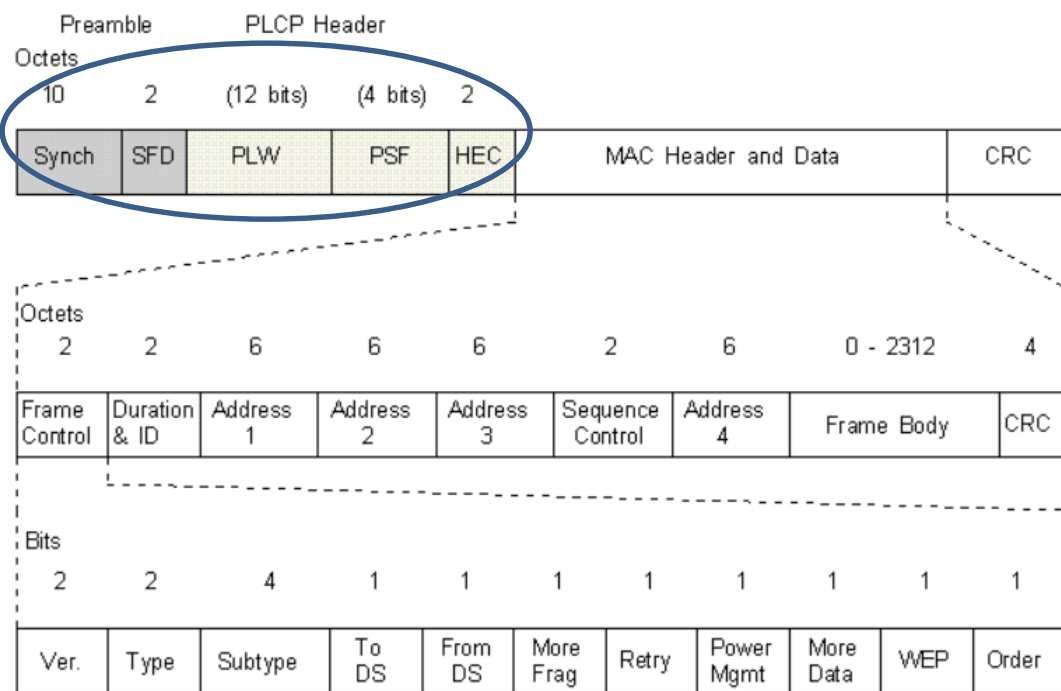 Preamble PLCP Header
Octets
10 2 (12 bits) (4 bits) 2
Synch SFD PLW PSF HEC MAC Header and Data CRC
Octets
2 2 6 6 6 2 6 0 - 2312 4
Frame Duration Address Address Address Sequence Address Frame Body CRC
Control & ID 1 2 3 Control 4
Bits
2 2 4 1 1 1 1 1 1 1 1
Ver. Type Subtype To From More Retry Power More WEP Order
DS DS Frag Mgmt Data